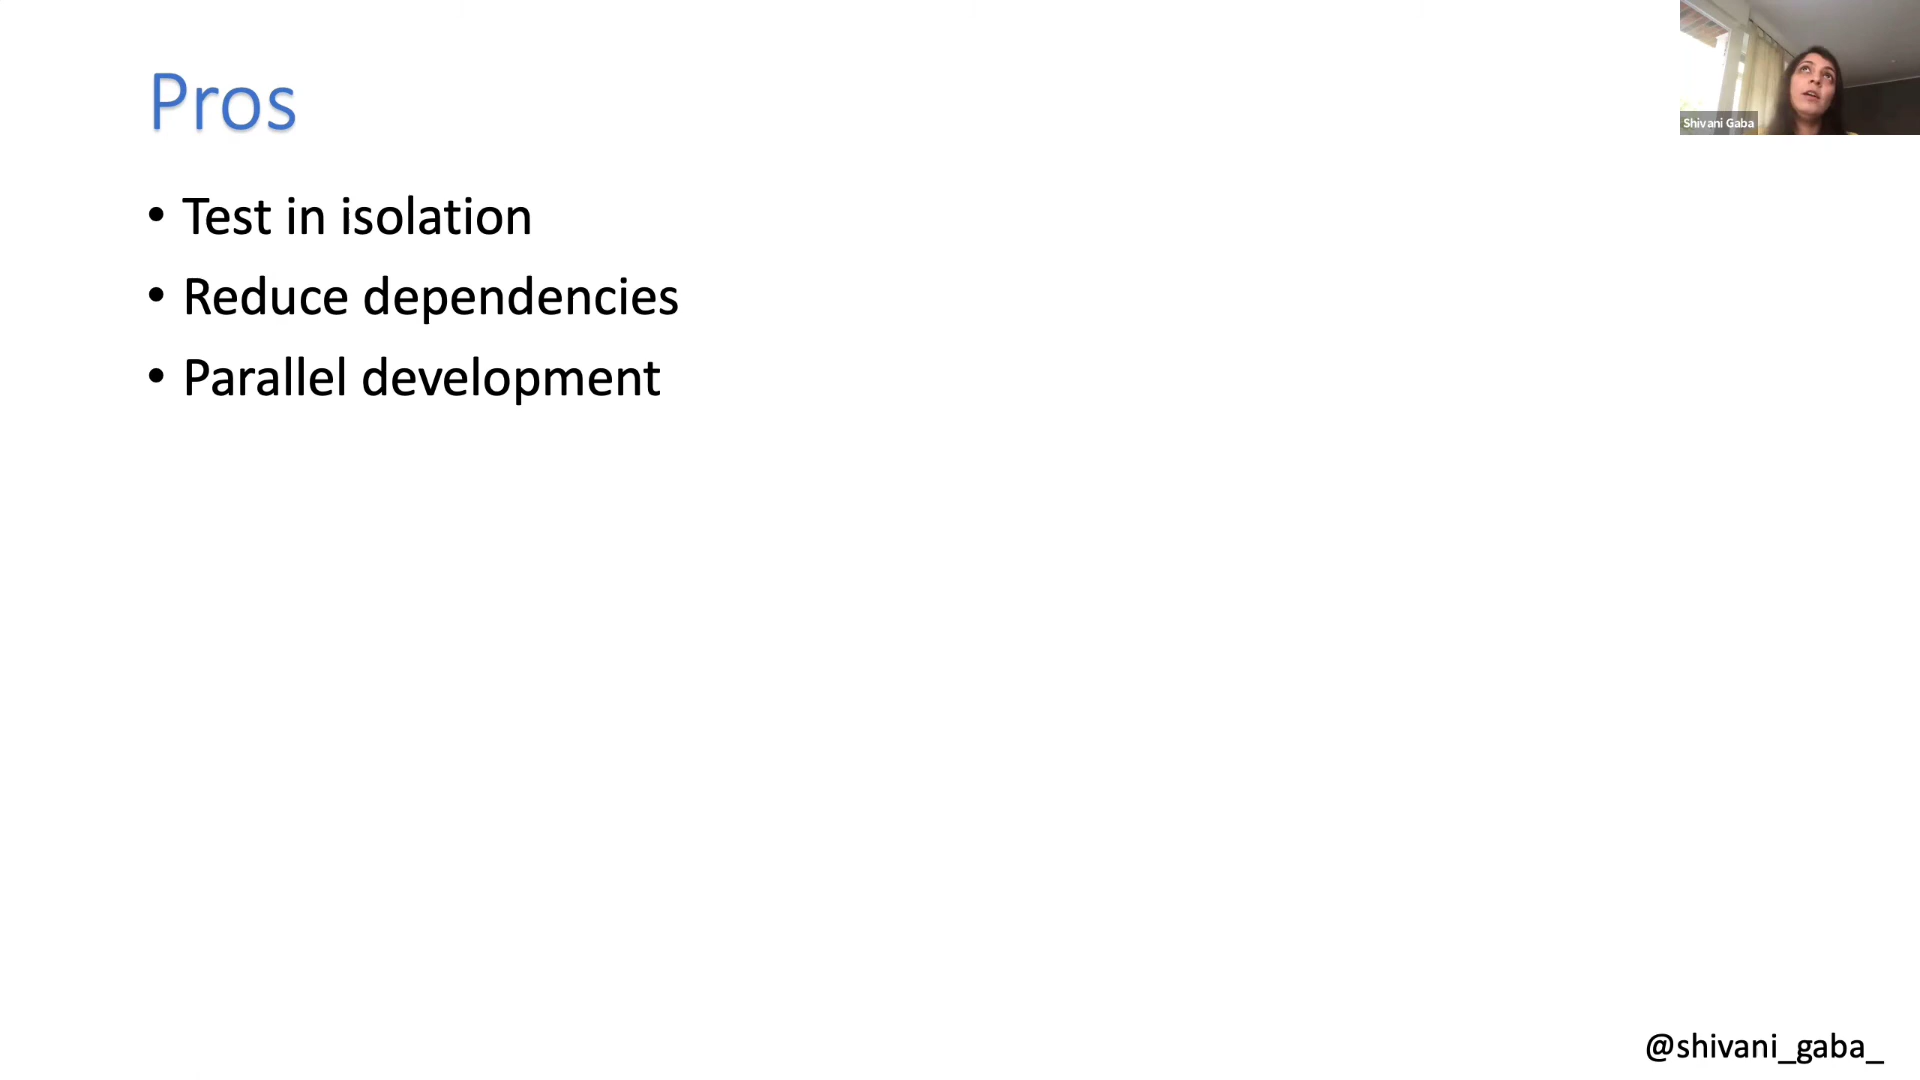 Pros
Shivani Gaba
• Test in isolation
• Reduce dependencies
• Parallel development
@shivani_gaba_